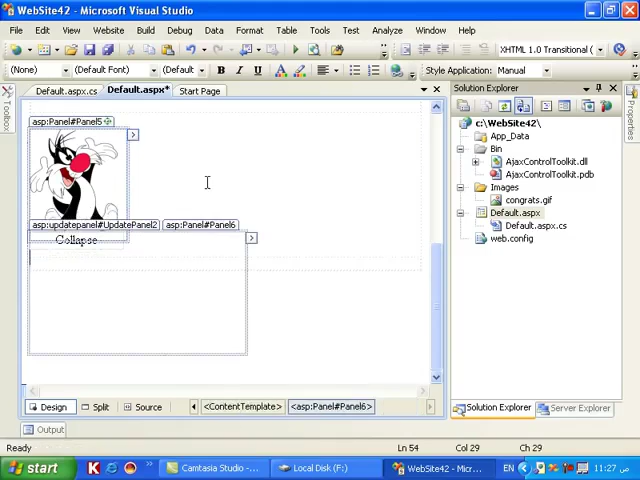 WebSite42 - Microsoft Visual Studio
File Edit View Website Build Debug Data Format Table Tools Test Analyze Window Help
XHTML 1.0 Transitional (
(None) (Default Font) (Default B I U A Style Application: Manual
Toolbox
Default.aspx.cs Default.aspx* Start Page
asp:Panel#Panel5
asp:updatepanel#UpdatePanel2 asp:Panel#Panel6
Collapse
Design Split Source <ContentTemplate> <asp:Panel#Panel6>
Solution Explorer
c:\WebSite42\
App_Data
Bin
AjaxControlToolkit.dll
AjaxControlToolkit.pdb
Images
congrats.gif
Default.aspx
Default.aspx.cs
web.config
Solution Explorer Server Explorer
Properties
Output
Ready Ln 54 Col 29 Ch 29
start K Camtasia Studio -... Local Disk (F:) WebSite42 - Micr... EN 11:27 ص